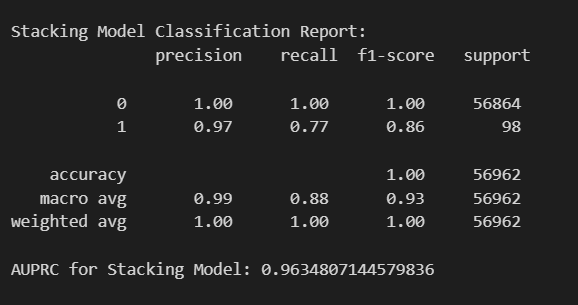 Stacking Model Classification Report:
precision recall f1-score support
0 1.00 1.00 1.00 56864
1 0.97 0.77 0.86 98
accuracy 1.00 56962
macro avg 0.99 0.88 0.93 56962
weighted avg 1.00 1.00 1.00 56962
AUPRC for Stacking Model: 0.9634807144579836